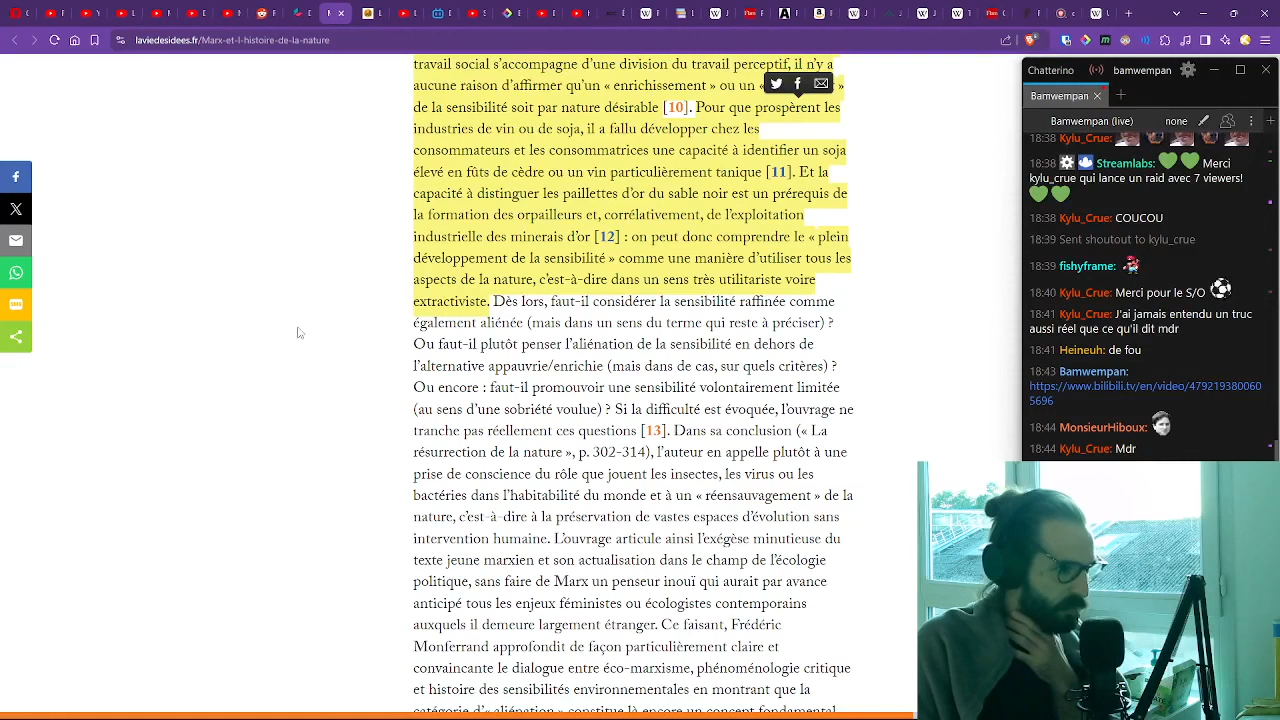 laviedesidees.fr/Marx-et-l-histoire-de-la-nature
travail social s'accompagne d'une division du travail perceptif, il n'y a
aucune raison d'affirmer qu'un « enrichissement » ou un « »
de la sensibilité soit par nature désirable [10]. Pour que prospèrent les
industries de vin ou de soja, il a fallu développer chez les
consommateurs et les consommatrices une capacité à identifier un soja
élevé en fûts de cèdre ou un vin particulièrement tanique [11]. Et la
capacité à distinguer les paillettes d'or du sable noir est un prérequis de
la formation des orpailleurs et, corrélativement, de l'exploitation
industrielle des minerais d'or [12] : on peut donc comprendre le « plein
développement de la sensibilité » comme une manière d'utiliser tous les
aspects de la nature, c'est-à-dire dans un sens très utilitariste voire
extractiviste. Dès lors, faut-il considérer la sensibilité raffinée comme
également aliénée (mais dans un sens du terme qui reste à préciser) ?
Ou faut-il plutôt penser l'aliénation de la sensibilité en dehors de
l'alternative appauvrie/enrichie (mais dans de cas, sur quels critères) ?
Ou encore : faut-il promouvoir une sensibilité volontairement limitée
(au sens d'une sobriété voulue) ? Si la difficulté est évoquée, l'ouvrage ne
tranche pas réellement ces questions [13]. Dans sa conclusion (« La
résurrection de la nature », p. 302-314), l'auteur en appelle plutôt à une
prise de conscience du rôle que jouent les insectes, les virus ou les
bactéries dans l'habitabilité du monde et à un « réensauvagement » de la
nature, c'est-à-dire à la préservation de vastes espaces d'évolution sans
intervention humaine. L'ouvrage articule ainsi l'exégèse minutieuse du
texte jeune marxien et son actualisation dans le champ de l'écologie
politique, sans faire de Marx un penseur inouï qui aurait par avance
anticipé tous les enjeux féministes ou écologistes contemporains
auxquels il demeure largement étranger. Ce faisant, Frédéric
Monferrand approfondit de façon particulièrement claire et
convaincante le dialogue entre éco-marxisme, phénoménologie critique
et histoire des sensibilités environnementales en montrant que la
catégorie d'« aliénation » constitue là encore un concept fondamental
SMS
Chatterino bamwempan
Bamwempan
Bamwempan (live) none
18:38 Kylu_Crue:
18:38 Streamlabs: Merci
kylu_crue qui lance un raid avec 7 viewers!
18:38 Kylu_Crue: COUCOU
18:39 Sent shoutout to kylu_crue
18:39 fishyframe:
18:40 Kylu_Crue: Merci pour le S/O
18:41 Kylu_Crue: J'ai jamais entendu un truc
aussi réel que ce qu'il dit mdr
18:41 Heineuh: de fou
18:43 Bamwempan:
https://www.bilibili.tv/en/video/479219380060
5696
18:44 MonsieurHiboux:
18:44 Kylu_Crue: Mdr